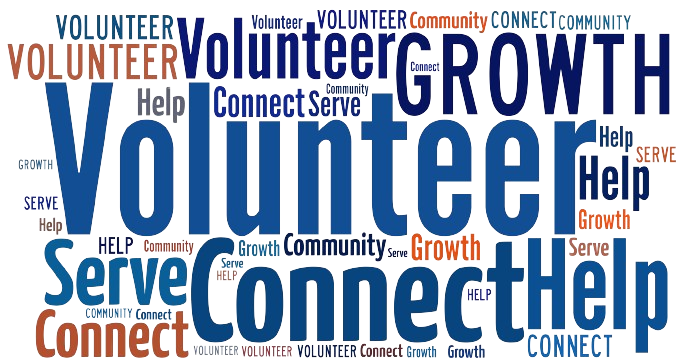 VOLUNTEER Volunteer VOLUNTEER Community CONNECT COMMUNITY
VOLUNTEER Volunteer GROWTH
Connect
Help Connect Serve Community
Volunteer
Help
SERVE
GROWTH Help
SERVE
Help Growth
HELP Community Growth Community Serve Growth Serve
Serve Serve Connect Help
HELP
HELP
COMMUNITY Connect
Connect CONNECT
VOLUNTEER VOLUNTEER VOLUNTEER Connect Growth Growth